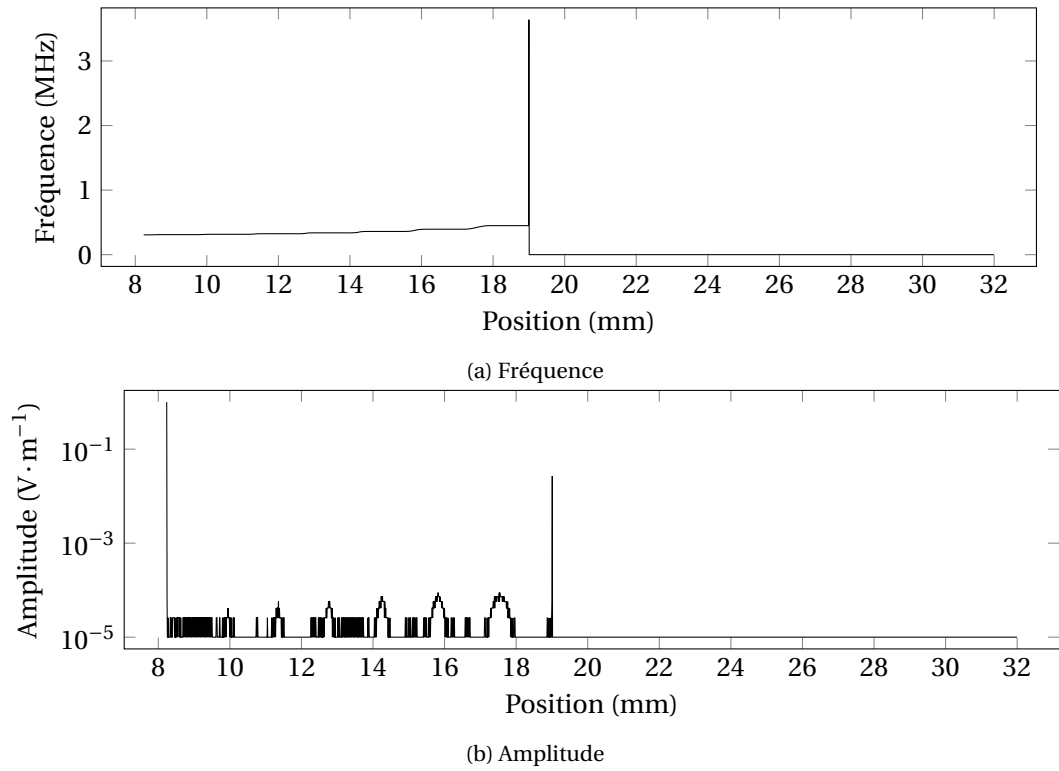 3
2
1
0
Fréquence (MHz)
8 10 12 14 16 18 20 22 24 26 28 30 32
Position (mm)
(a) Fréquence
10⁻¹
10⁻³
10⁻⁵
Amplitude (V·m⁻¹)
8 10 12 14 16 18 20 22 24 26 28 30 32
Position (mm)
(b) Amplitude